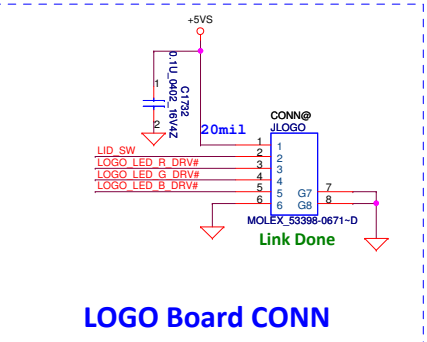 +5VS
1
2
0.1U_0402_16V4Z
C1732
20mil
CONN@
JLOGO
1 1
LID_SW 2 2
LOGO_LED_R_DRV# 3 3
LOGO_LED_G_DRV# 4 4
LOGO_LED_B_DRV# 5 5 G7 7
6 6 G8 8
MOLEX_53398-0671~D
Link Done
LOGO Board CONN